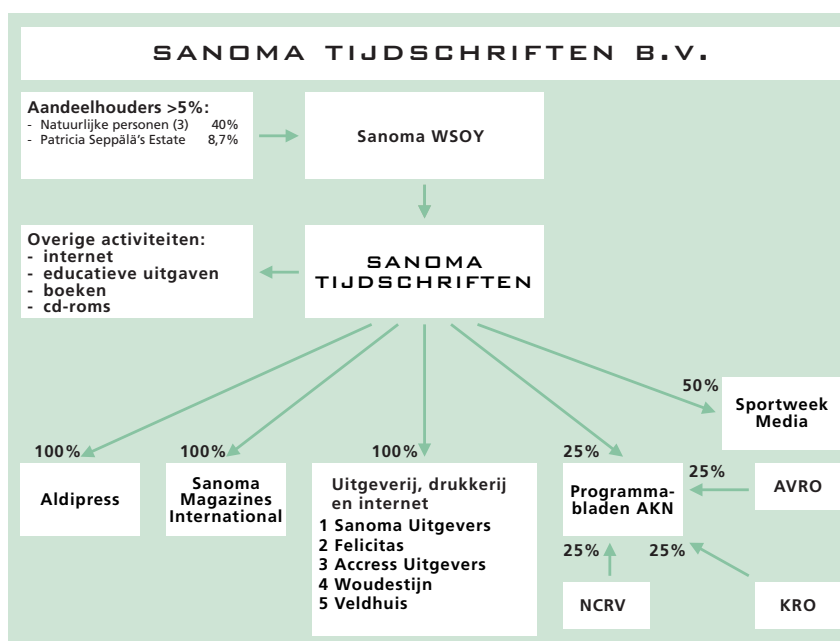 SANOMA TIJDSCHRIFTEN B.V.
Aandeelhouders >5%:
- Natuurlijke personen (3) 40%
- Patricia Seppälä's Estate 8,7%
Sanoma WSOY
Overige activiteiten:
- internet
- educatieve uitgaven
- boeken
- cd-roms
SANOMA
TIJDSCHRIFTEN
50%
Sportweek
Media
100%
Aldipress
100%
Sanoma
Magazines
International
100%
Uitgeverij, drukkerij
en internet
1 Sanoma Uitgevers
2 Felicitas
3 Accress Uitgevers
4 Woudestijn
5 Veldhuis
25%
Programma-
bladen AKN
25%
AVRO
25%
NCRV
25%
KRO